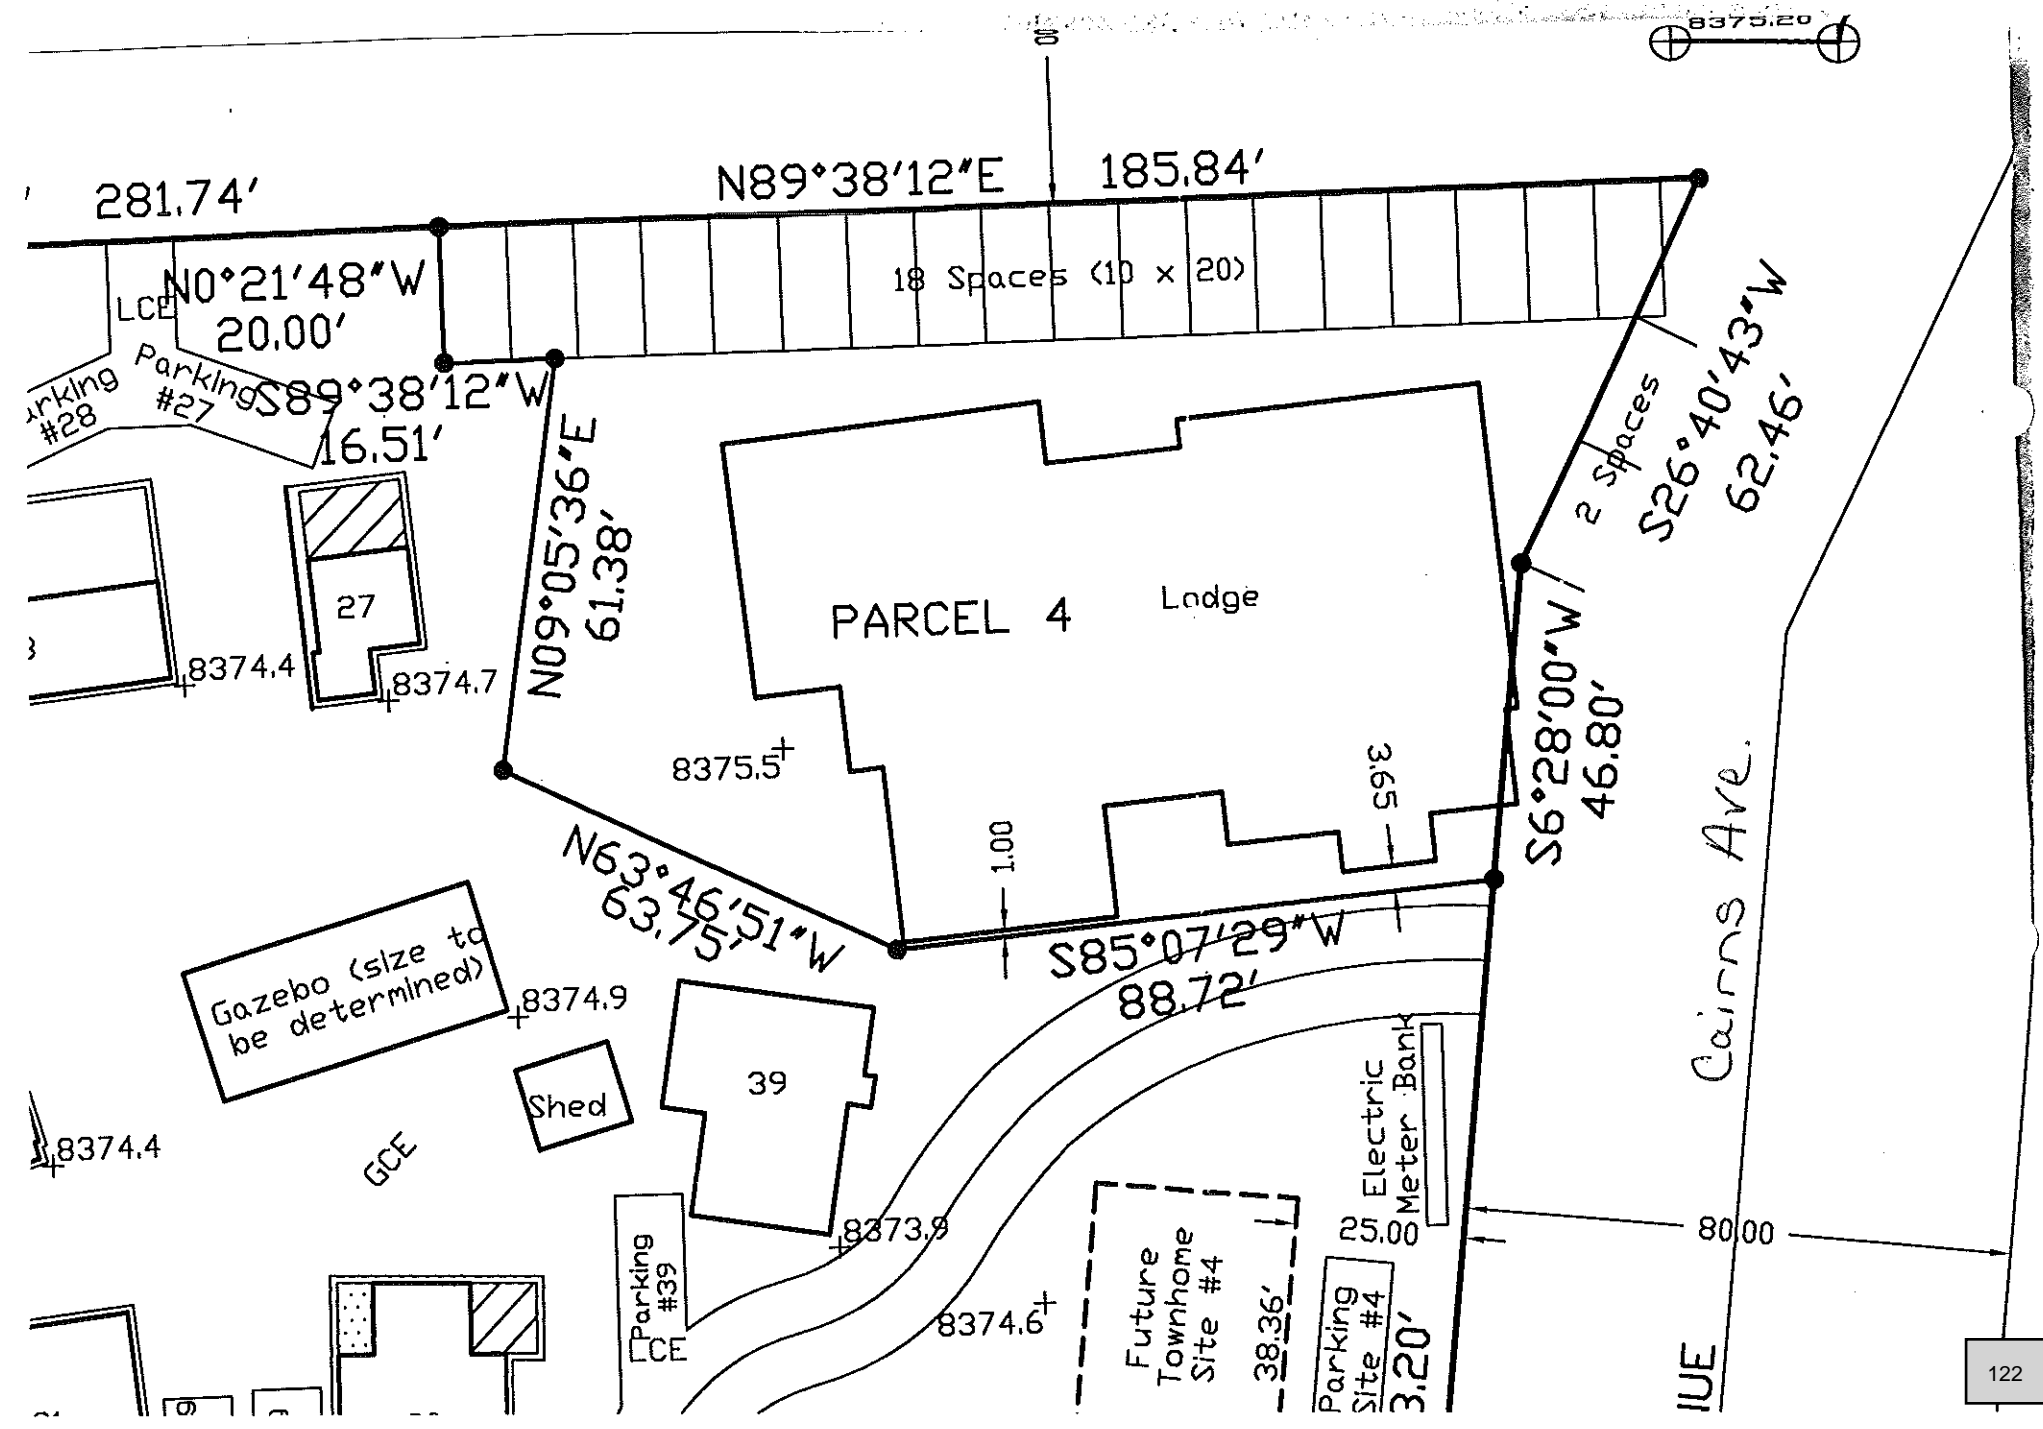 8375.20
281.74'
N89°38'12"E 185.84'
N0°21'48"W
20.00'
LCE
18 Spaces (10 x 20)
Parking
#28
Parking
#27
S89°38'12"W
16.51'
N09°05'36"E
61.38'
S26°40'43"W
62.46'
2 Spaces
27
8374.4
8374.7
PARCEL 4
Lodge
8375.5
3.65
S6°28'00"W
46.80'
1.00
N63°46'51"W
63.75'
S85°07'29"W
88.72'
Cairns Ave.
Gazebo (size to
be determined)
8374.9
Shed
39
8374.4
GCE
Electric
Meter Bank
8373.9
25.00
80.00
Parking
#39
LCE
8374.6
Future
Townhome
Site #4
38.36'
Parking
Site #4
3.20'
122